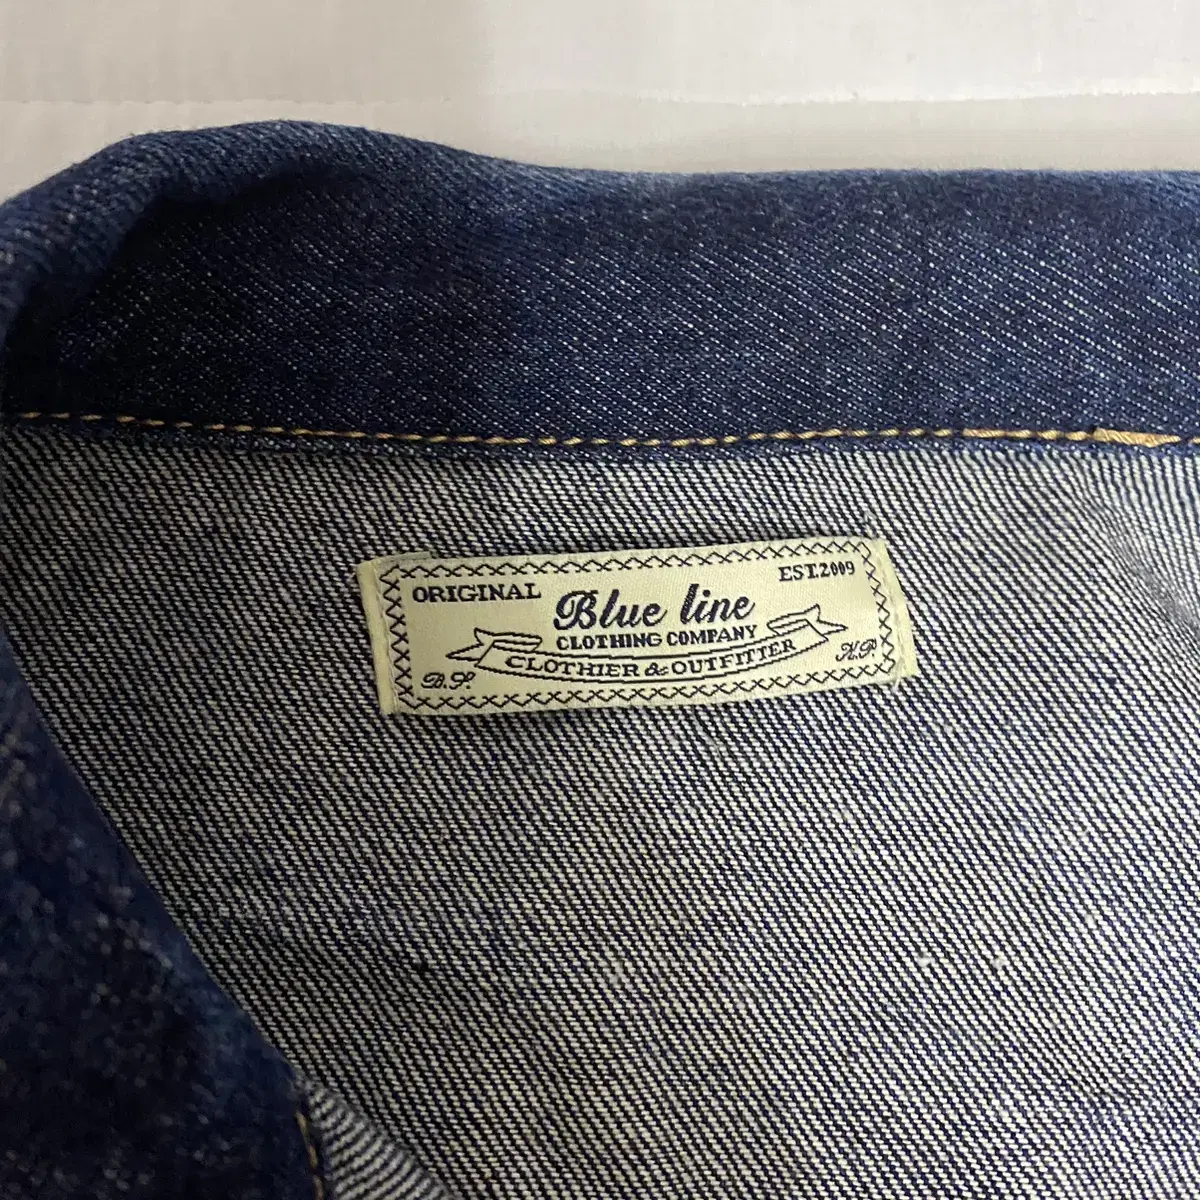 ORIGINAL
EST.2009
Blue line
CLOTHING COMPANY
CLOTHIER & OUTFITTER